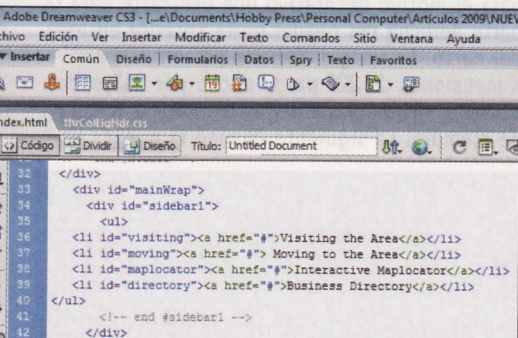 Adobe Dreamweaver CS3 - [...e\Documents\Hobby Press\Personal Computer\Artículos 2009\NUEV
chivo Edición Ver Insertar Modificar Texto Comandos Sitio Ventana Ayuda
▼ Insertar Común Diseño Formularios Datos Spry Texto Favoritos
ndex.html thrColLiqHdr.css
<> Código Dividir Diseño Título: Untitled Document
32 </div>
33 <div id="mainWrap">
34 <div id="sidebar1">
35 <ul>
36 <li id="visiting"><a href="#">Visiting the Area</a></li>
37 <li id="moving"><a href="#"> Moving to the Area</a></li>
38 <li id="maplocator"><a href="#">Interactive Maplocator</a></li>
39 <li id="directory"><a href="#">Business Directory</a></li>
40 </ul>
41 <!-- end #sidebar1 -->
42 </div>